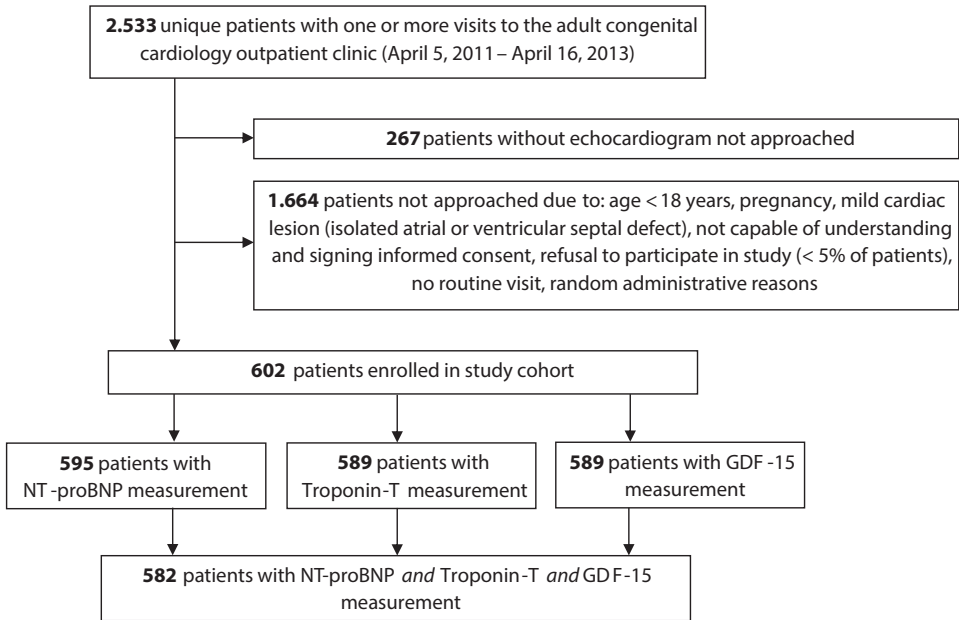 2.533 unique patients with one or more visits to the adult congenital
cardiology outpatient clinic (April 5, 2011 – April 16, 2013)
267 patients without echocardiogram not approached
1.664 patients not approached due to: age < 18 years, pregnancy, mild cardiac
lesion (isolated atrial or ventricular septal defect), not capable of understanding
and signing informed consent, refusal to participate in study (< 5% of patients),
no routine visit, random administrative reasons
602 patients enrolled in study cohort
595 patients with
NT-proBNP measurement
589 patients with
Troponin-T measurement
589 patients with GDF-15
measurement
582 patients with NT-proBNP and Troponin-T and GDF-15
measurement